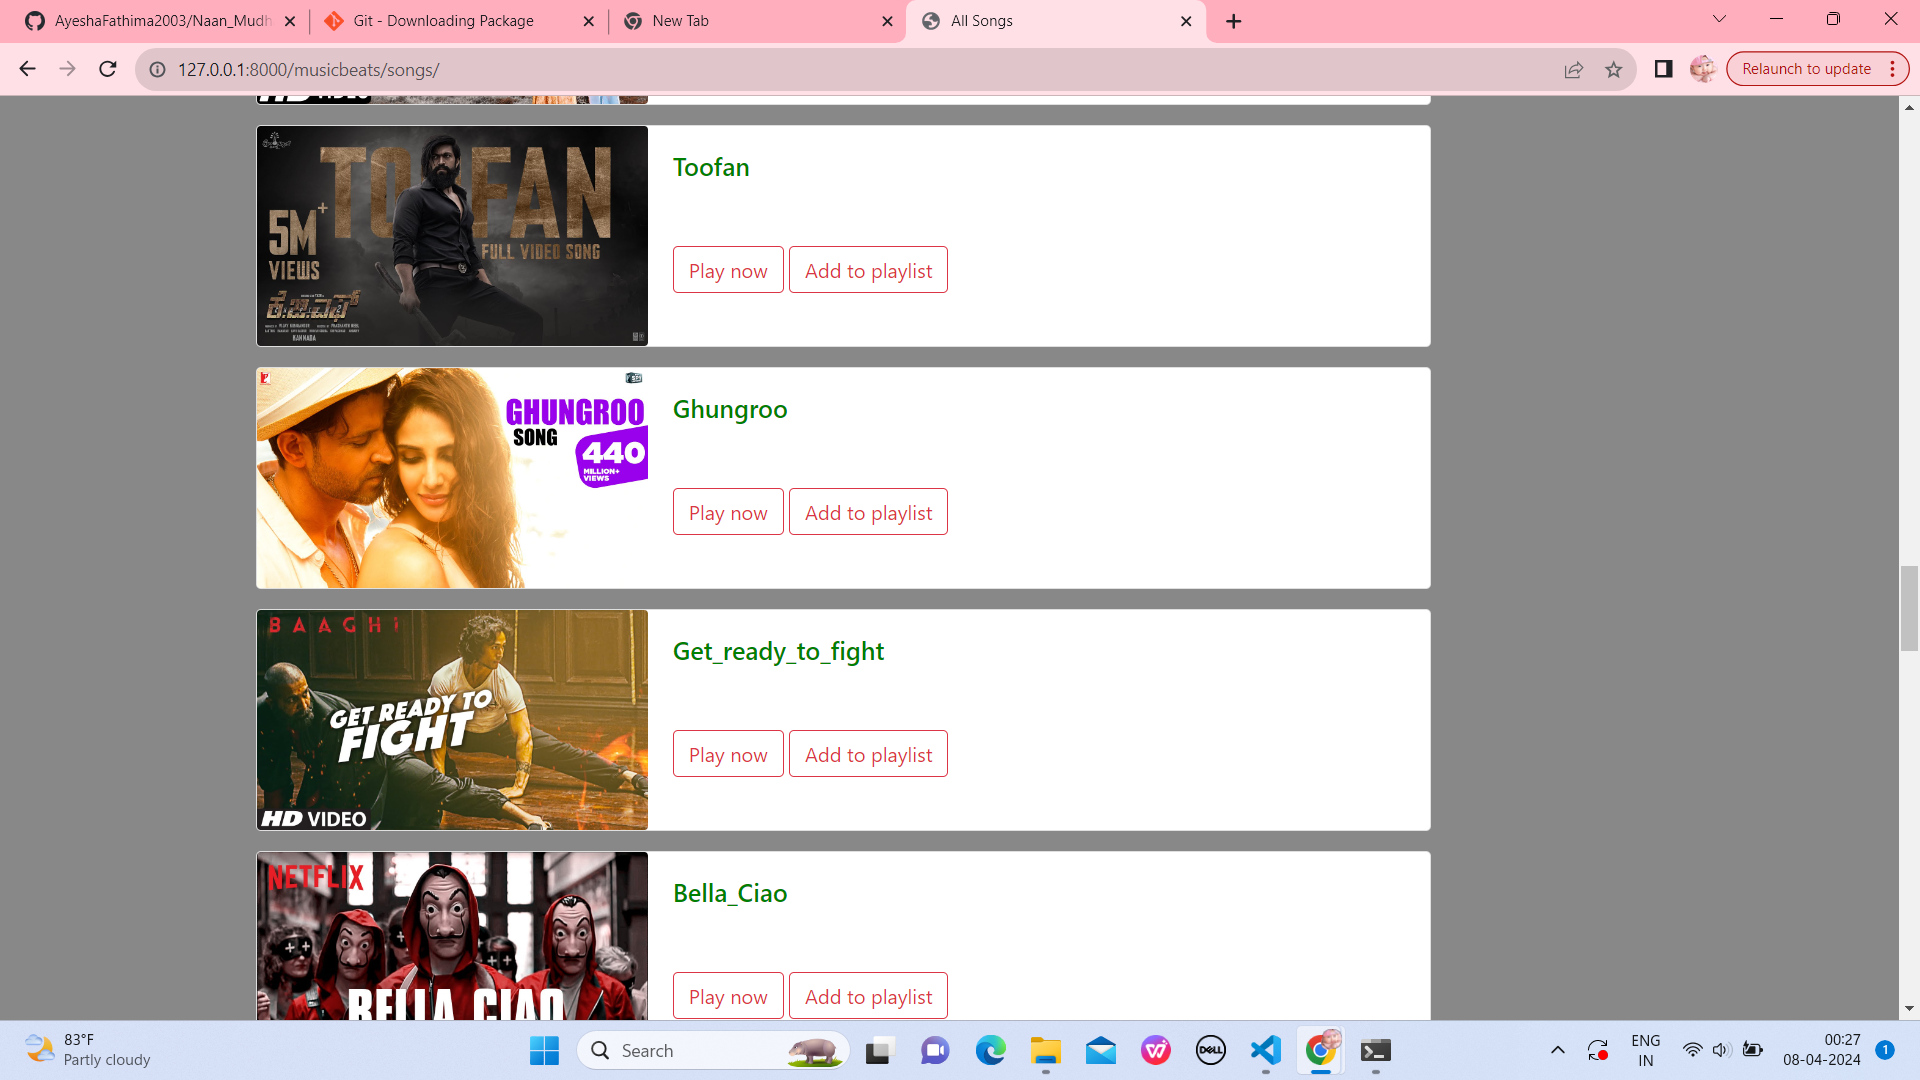 AyeshaFathima2003/Naan_Mudh
Git - Downloading Package
New Tab
All Songs
127.0.0.1:8000/musicbeats/songs/
Relaunch to update
TOOFAN
5M+
VIEWS
FULL VIDEO SONG
ಕೆ.ಜಿ.ಎಫ್
KANNADA
Toofan
Play now
Add to playlist
GHUNGROO
SONG
440
MILLION+
VIEWS
Ghungroo
Play now
Add to playlist
BAAGHI
GET READY TO
FIGHT
HD VIDEO
Get_ready_to_fight
Play now
Add to playlist
NETFLIX
BELLA CIAO
Bella_Ciao
Play now
Add to playlist
83°F
Partly cloudy
Search
DELL
ENG
IN
00:27
08-04-2024
1